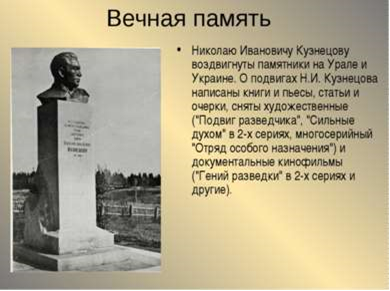 Вечная память
• Николаю Ивановичу Кузнецову
воздвигнуты памятники на Урале и
Украине. О подвигах Н.И. Кузнецова
написаны книги и пьесы, статьи и
очерки, сняты художественные
("Подвиг разведчика", "Сильные
духом" в 2-х сериях, многосерийный
"Отряд особого назначения") и
документальные кинофильмы
("Гений разведки" в 2-х сериях и
другие).